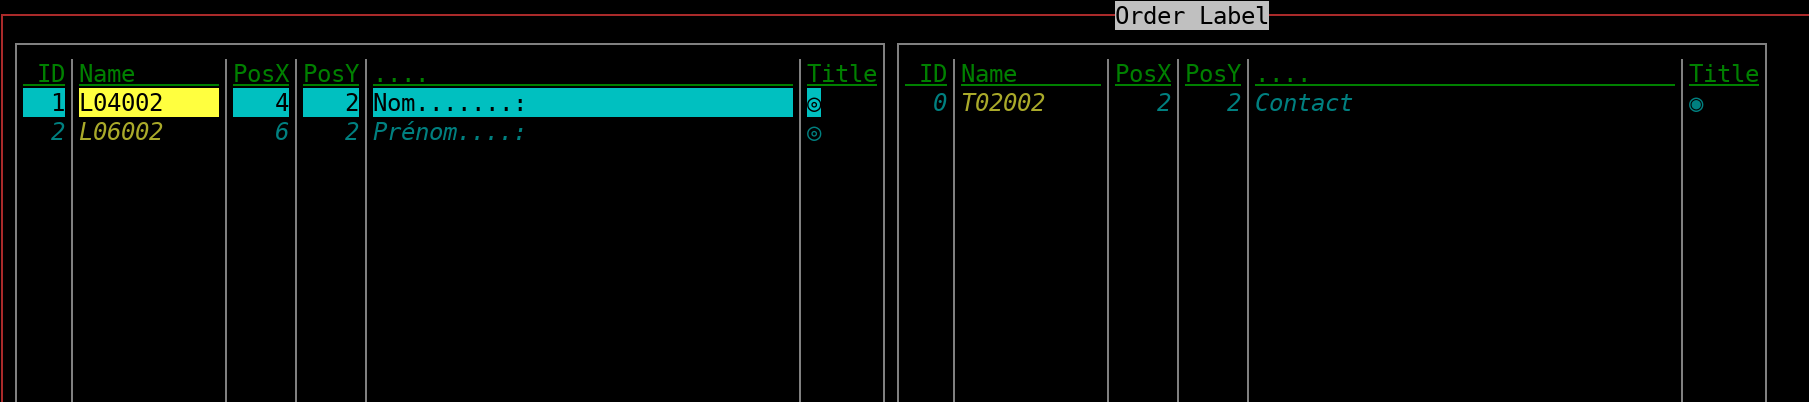 Order Label
ID Name PosX PosY .... Title
1 L04002 4 2 Nom.......: ◎
2 L06002 6 2 Prénom....: ◎
ID Name PosX PosY .... Title
0 T02002 2 2 Contact ◉